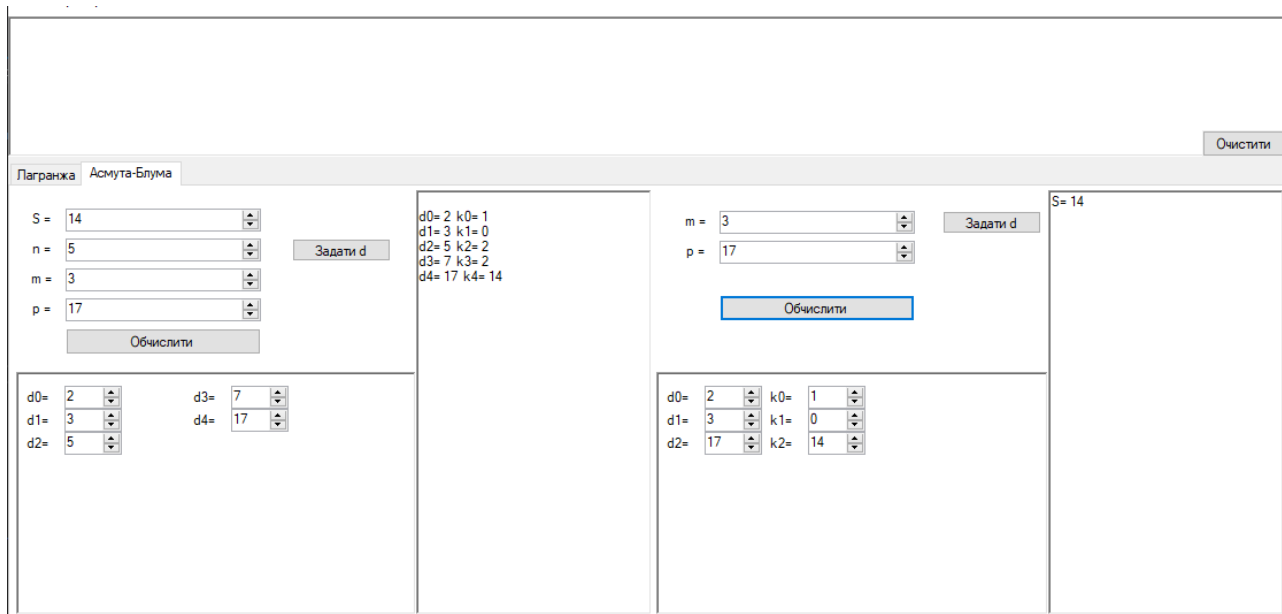 Очистити
Лагранжа Асмута-Блума
S = 14
n = 5
Задати d
m = 3
p = 17
Обчислити
d0= 2 k0= 1
d1= 3 k1= 0
d2= 5 k2= 2
d3= 7 k3= 2
d4= 17 k4= 14
m = 3
Задати d
p = 17
Обчислити
S= 14
d0= 2 d3= 7
d1= 3 d4= 17
d2= 5
d0= 2 k0= 1
d1= 3 k1= 0
d2= 17 k2= 14